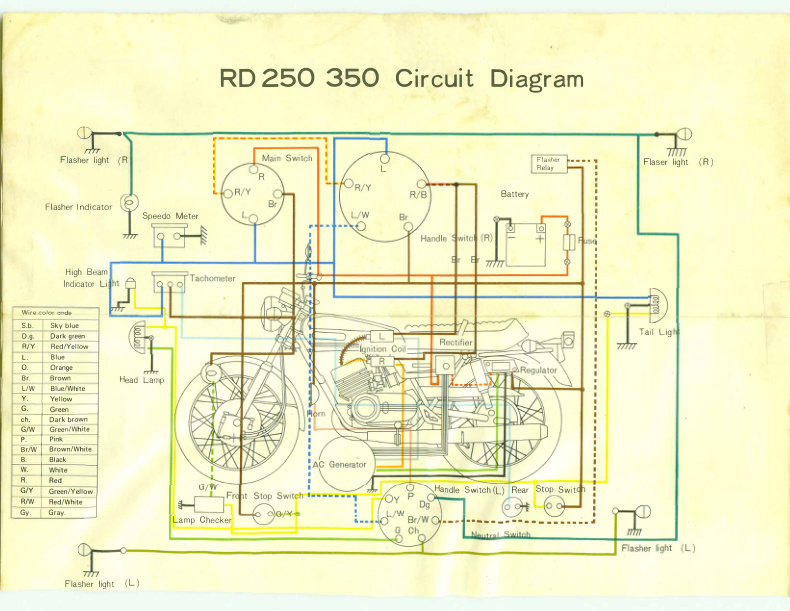 RD 250 350 Circuit Diagram
Flasher light (R
Flaser light (R)
Main Switch
R
R/Y
Br
L
L
R/Y
R/B
L/W
Br
Flasher
Relay
Battery
Fuse
Flasher Indicator
Speedo Meter
Handle Switch (R)
Br Br
High Beam
Indicator Light
Tachometer
Tail Light
Head Lamp
L
Ignition Coil
R
Rectifier
Regulator
Horn
AC Generator
Wire color code
S.b. Sky blue
D.g. Dark green
R/Y Red/Yellow
L. Blue
O. Orange
Br. Brown
L/W Blue/White
Y. Yellow
G. Green
ch. Dark brown
G/W Green/White
P. Pink
Br/W Brown/White
B. Black
W. White
R. Red
G/Y Green/Yellow
R/W Red/White
Gy. Gray.
G/W
Lamp Checker
Front Stop Switch
G/Y
Handle Switch (L)
Rear Stop Switch
P
Y
Dg
L/W
Br/W
G
Ch
Neutral Switch
Flasher light (L)
Flasher light (L)